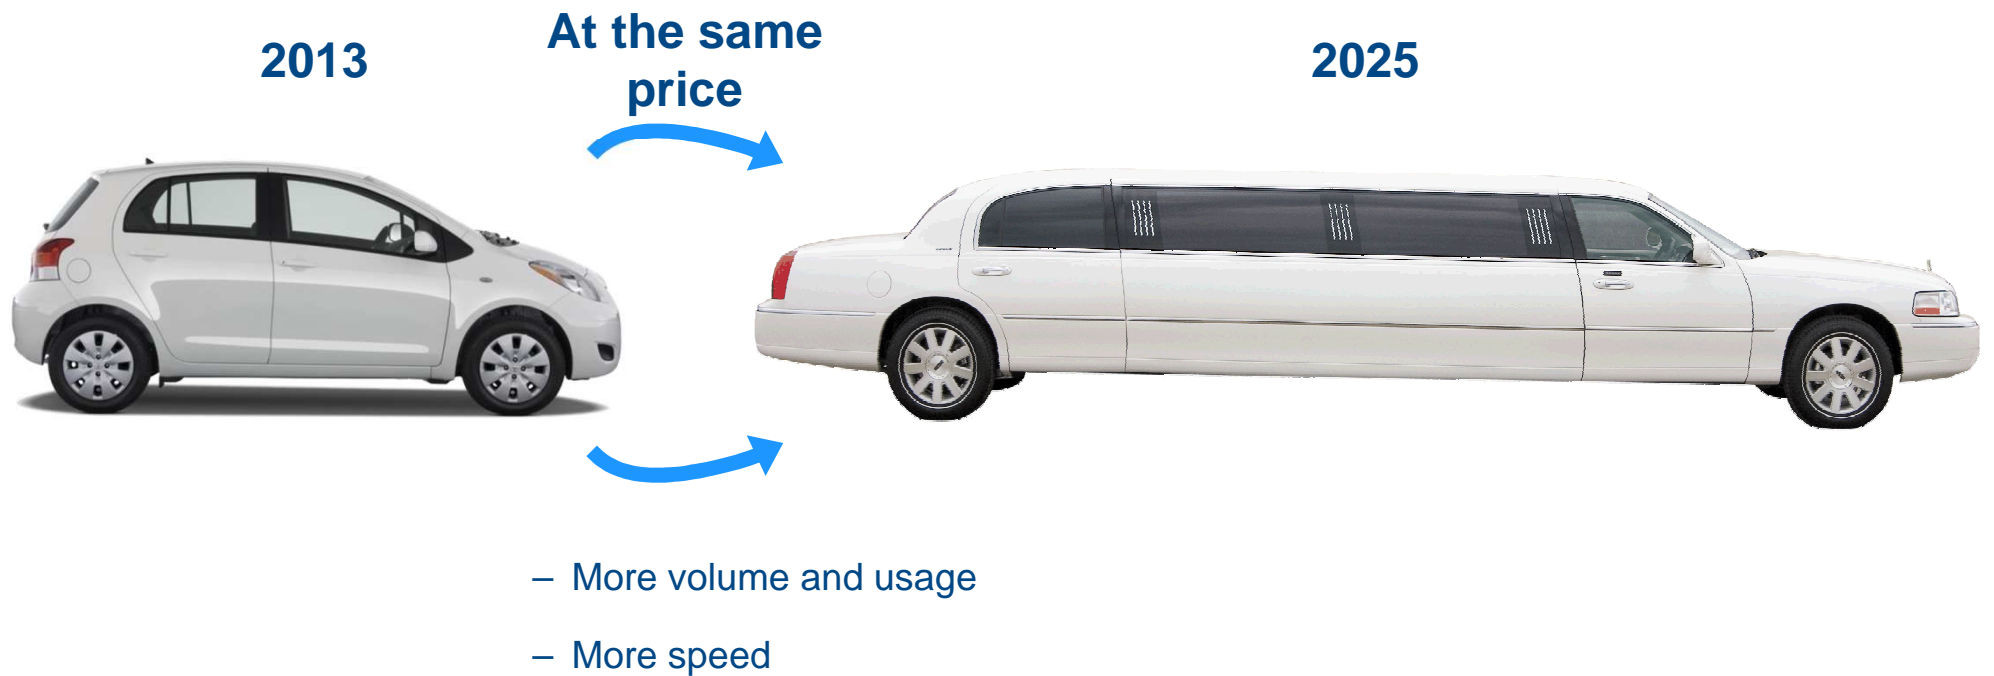 2013
At the same
price
2025
– More volume and usage
– More speed